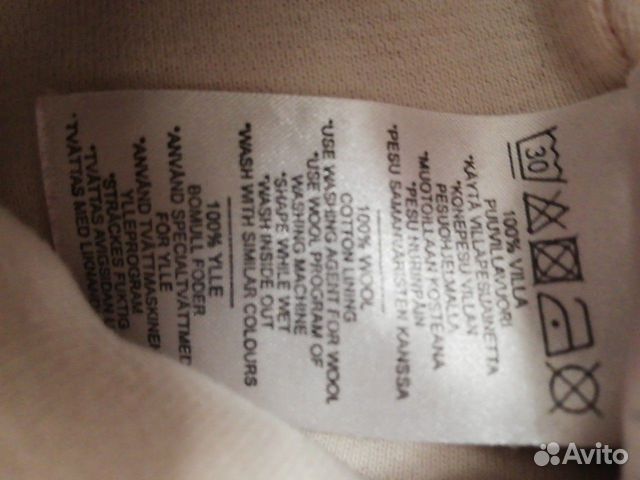 30
100% VILLA
PUUVILLAVUORI
*KÄYTÄ VILLAPESUAINETTA
*KONEPESU VILLAN
PESUOHJELMALLA
*MUOTOILLAAN KOSTEANA
*PESU NURINPÄIN
*PESU SAMANVÄRISTEN KANSSA
100% WOOL
COTTON LINING
*USE WASHING AGENT FOR WOOL
*USE WOOL PROGRAM OF
WASHING MACHINE
*SHAPE WHILE WET
*WASH INSIDE OUT
*WASH WITH SIMILAR COLOURS
100% YLLE
BOMULL FODER
*ANVÄND SPECIALTVÄTTMED
FÖR YLLE
*ANVÄND TVÄTTMASKINEN
YLLEPROGRAM
*STRÄCKES FUKTIG
*TVÄTTAS AVIGSIDAN
*TVÄTTAS MED LIKNANDE
Avito